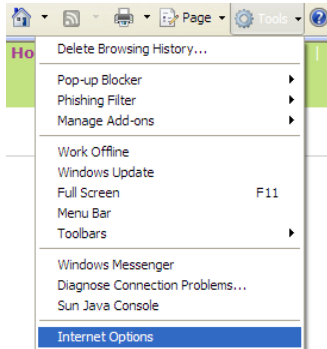 Page Tools
Ho
Delete Browsing History...
Pop-up Blocker
Phishing Filter
Manage Add-ons
Work Offline
Windows Update
Full Screen F11
Menu Bar
Toolbars
Windows Messenger
Diagnose Connection Problems...
Sun Java Console
Internet Options